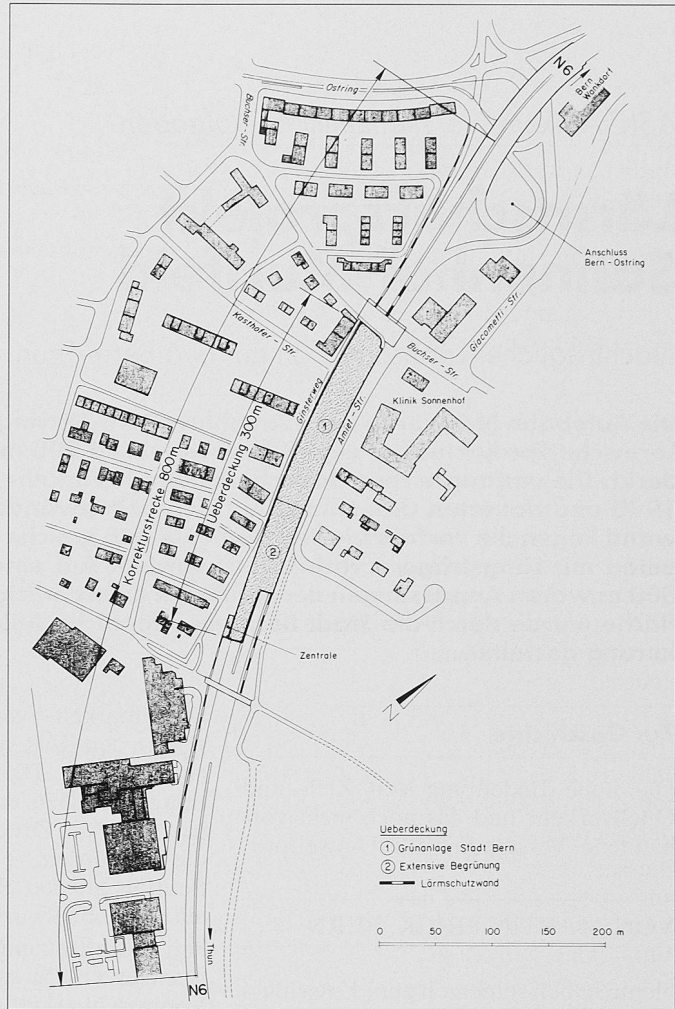 N6
Bern
Wankdorf
Ostring
Buchser-Str.
Anschluss
Bern - Ostring
Giacometti-Str.
Kasthofer - Str.
Buchser-Str.
Ginsterweg
①
Amiet-Str.
Klinik Sonnenhof
Ueberdeckung 300m
Korrekturstrecke 800m
②
Zentrale
N
Ueberdeckung
① Grünanlage Stadt Bern
② Extensive Begrünung
Lärmschutzwand
0 50 100 150 200 m
Thun
N6